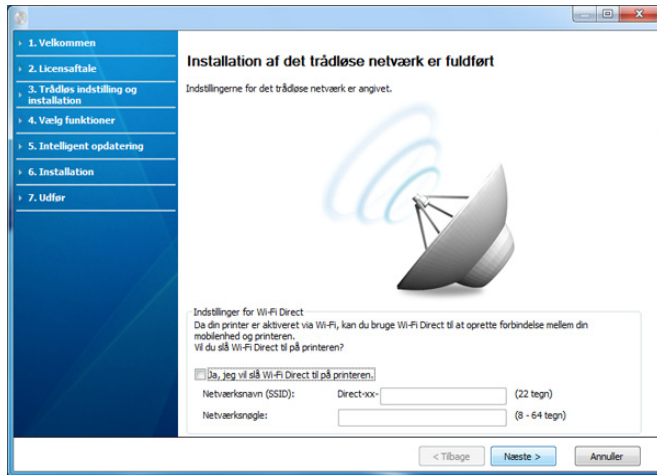 1. Velkommen
2. Licensaftale
3. Trådløs indstilling og
installation
4. Vælg funktioner
5. Intelligent opdatering
6. Installation
7. Udfør
Installation af det trådløse netværk er fuldført
Indstillingerne for det trådløse netværk er angivet.
Indstillinger for Wi-Fi Direct
Da din printer er aktiveret via Wi-Fi, kan du bruge Wi-Fi Direct til at oprette forbindelse mellem din
mobilenhed og printeren.
Vil du slå Wi-Fi Direct til på printeren?
Ja, jeg vil slå Wi-Fi Direct til på printeren.
Netværksnavn (SSID): Direct-xx- (22 tegn)
Netværksnøgle: (8 - 64 tegn)
< Tilbage Næste > Annuller